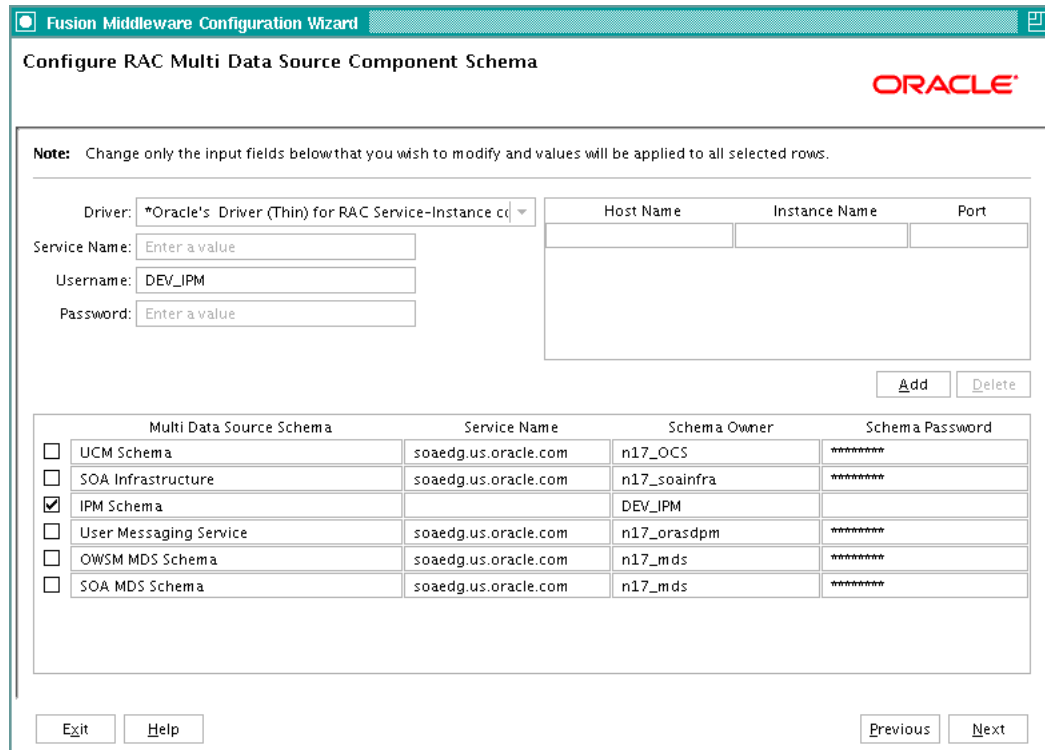 Fusion Middleware Configuration Wizard
Configure RAC Multi Data Source Component Schema
ORACLE
Note: Change only the input fields below that you wish to modify and values will be applied to all selected rows.
Driver: *Oracle's Driver (Thin) for RAC Service-Instance co
Service Name: Enter a value
Username: DEV_IPM
Password: Enter a value
Host Name Instance Name Port
Add Delete
Multi Data Source Schema Service Name Schema Owner Schema Password
UCM Schema soaedg.us.oracle.com n17_OCS ********
SOA Infrastructure soaedg.us.oracle.com n17_soainfra ********
IPM Schema DEV_IPM
User Messaging Service soaedg.us.oracle.com n17_orasdpm ********
OWSM MDS Schema soaedg.us.oracle.com n17_mds ********
SOA MDS Schema soaedg.us.oracle.com n17_mds ********
Exit Help Previous Next